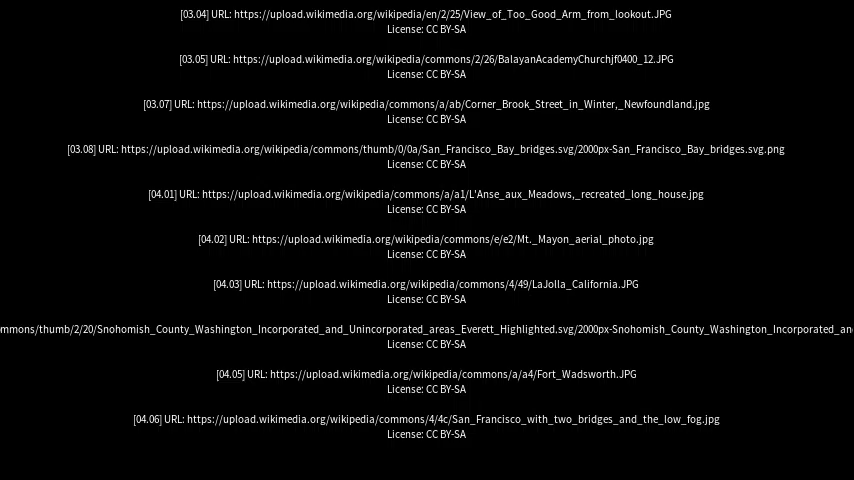 [03.04] URL: https://upload.wikimedia.org/wikipedia/en/2/25/View_of_Too_Good_Arm_from_lookout.JPG
License: CC BY-SA
[03.05] URL: https://upload.wikimedia.org/wikipedia/commons/2/26/BalayanAcademyChurchjf0400_12.JPG
License: CC BY-SA
[03.07] URL: https://upload.wikimedia.org/wikipedia/commons/a/ab/Corner_Brook_Street_in_Winter,_Newfoundland.jpg
License: CC BY-SA
[03.08] URL: https://upload.wikimedia.org/wikipedia/commons/thumb/0/0a/San_Francisco_Bay_bridges.svg/2000px-San_Francisco_Bay_bridges.svg.png
License: CC BY-SA
[04.01] URL: https://upload.wikimedia.org/wikipedia/commons/a/a1/L'Anse_aux_Meadows,_recreated_long_house.jpg
License: CC BY-SA
[04.02] URL: https://upload.wikimedia.org/wikipedia/commons/e/e2/Mt._Mayon_aerial_photo.jpg
License: CC BY-SA
[04.03] URL: https://upload.wikimedia.org/wikipedia/commons/4/49/LaJolla_California.JPG
License: CC BY-SA
mmons/thumb/2/20/Snohomish_County_Washington_Incorporated_and_Unincorporated_areas_Everett_Highlighted.svg/2000px-Snohomish_County_Washington_Incorporated_an
License: CC BY-SA
[04.05] URL: https://upload.wikimedia.org/wikipedia/commons/a/a4/Fort_Wadsworth.JPG
License: CC BY-SA
[04.06] URL: https://upload.wikimedia.org/wikipedia/commons/4/4c/San_Francisco_with_two_bridges_and_the_low_fog.jpg
License: CC BY-SA